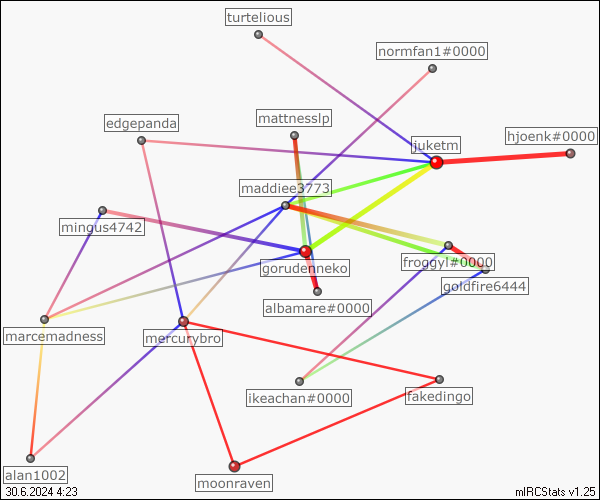 turtelious
normfan1#0000
mattnesslp
edgepanda
hjoenk#0000
juketm
maddiee3773
mingus4742
gorudenneko
froggyl#0000
goldfire6444
albamare#0000
marcemadness
mercurybro
ikeachan#0000
fakedingo
alan1002
moonraven
30.6.2024 4:23
mIRCStats v1.25